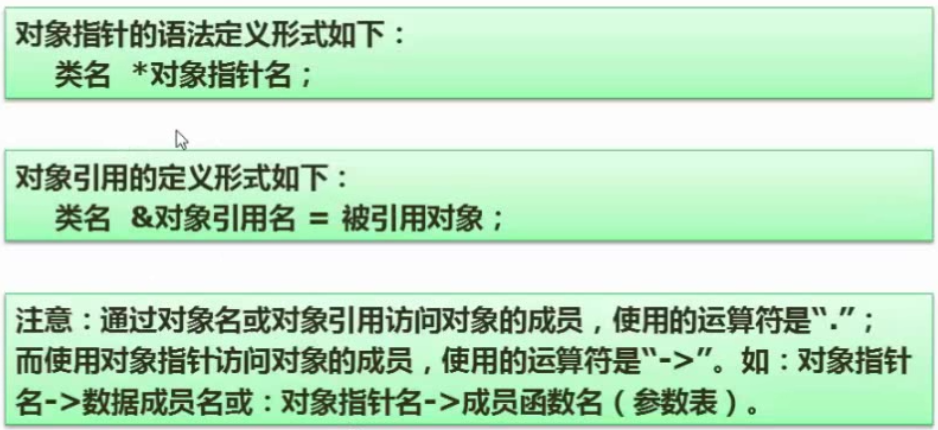 对象指针的语法定义形式如下：
类名 *对象指针名；
对象引用的定义形式如下：
类名 &对象引用名 = 被引用对象；
注意：通过对象名或对象引用访问对象的成员，使用的运算符是“.”；
而使用对象指针访问对象的成员，使用的运算符是“->”。如：对象指针
名->数据成员名或：对象指针名->成员函数名（参数表）。